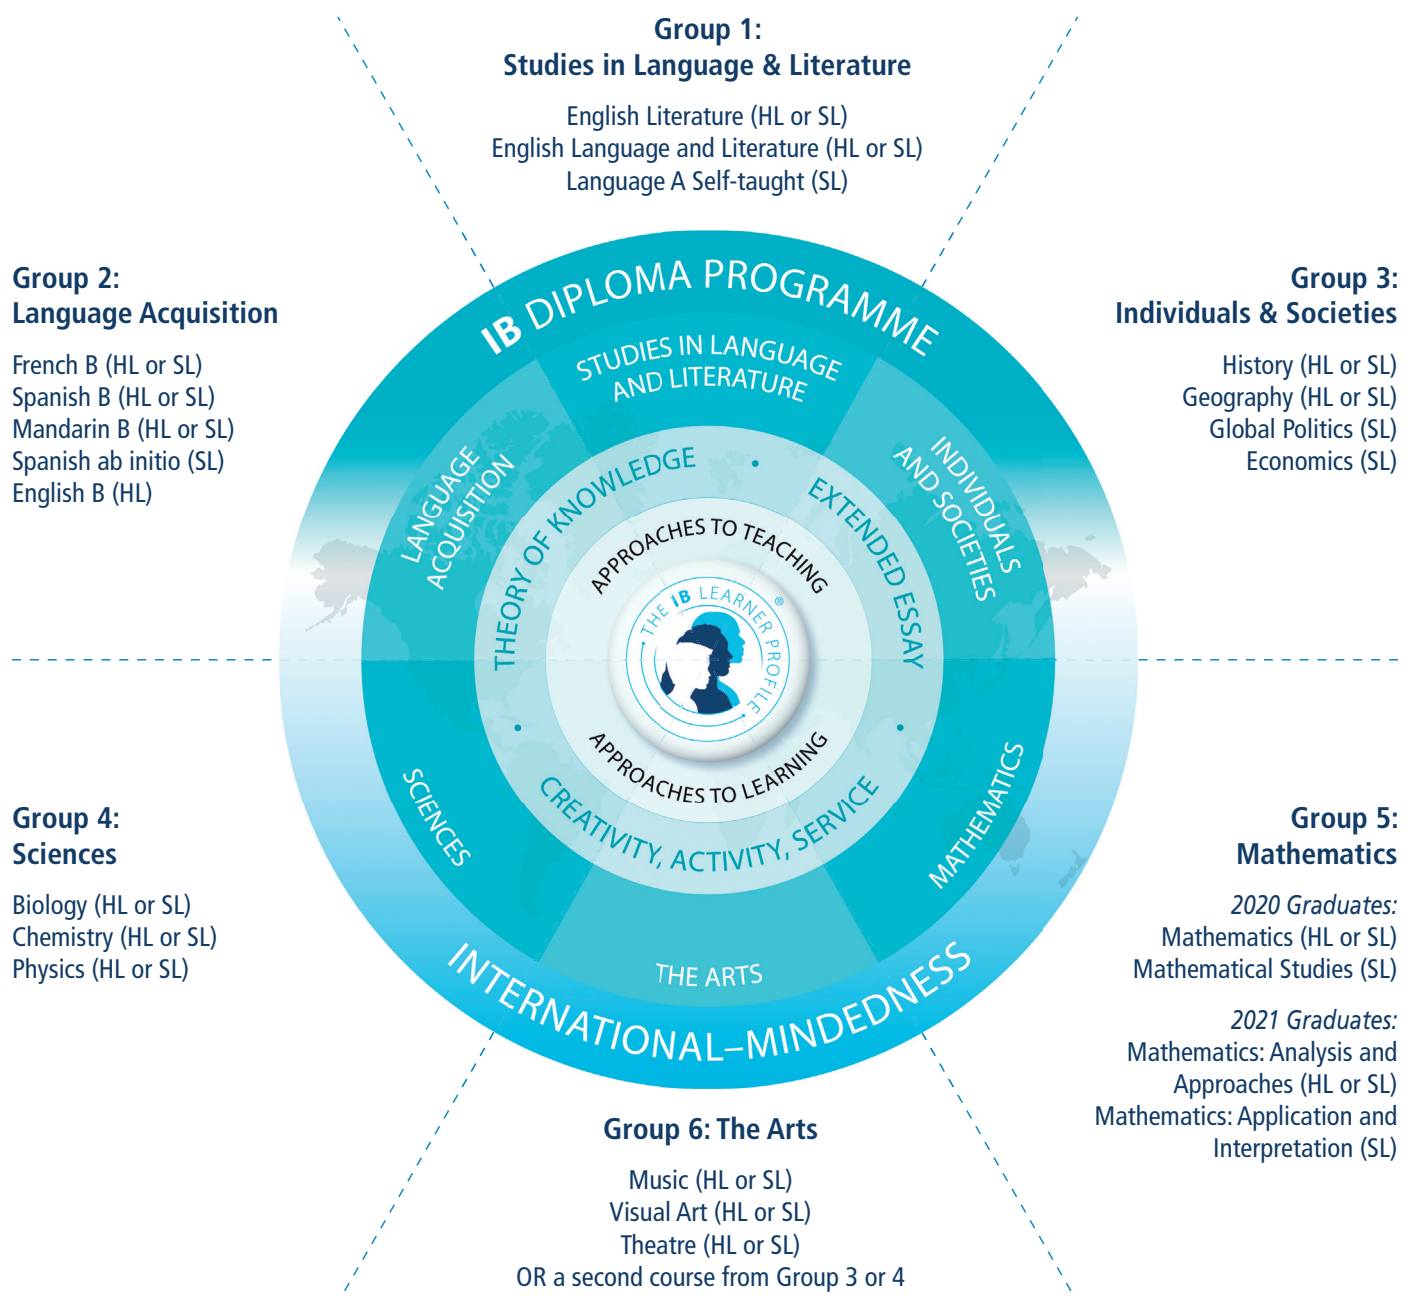 Group 1:
Studies in Language & Literature
English Literature (HL or SL)
English Language and Literature (HL or SL)
Language A Self-taught (SL)
Group 2:
Language Acquisition
French B (HL or SL)
Spanish B (HL or SL)
Mandarin B (HL or SL)
Spanish ab initio (SL)
English B (HL)
Group 3:
Individuals & Societies
History (HL or SL)
Geography (HL or SL)
Global Politics (SL)
Economics (SL)
IB DIPLOMA PROGRAMME
STUDIES IN LANGUAGE
AND LITERATURE
LANGUAGE
ACQUISITION
INDIVIDUALS
AND SOCIETIES
THEORY OF KNOWLEDGE
EXTENDED ESSAY
APPROACHES TO TEACHING
THE IB LEARNER PROFILE ®
APPROACHES TO LEARNING
CREATIVITY, ACTIVITY, SERVICE
SCIENCES
MATHEMATICS
THE ARTS
INTERNATIONAL–MINDEDNESS
Group 4:
Sciences
Biology (HL or SL)
Chemistry (HL or SL)
Physics (HL or SL)
Group 5:
Mathematics
2020 Graduates:
Mathematics (HL or SL)
Mathematical Studies (SL)
2021 Graduates:
Mathematics: Analysis and
Approaches (HL or SL)
Mathematics: Application and
Interpretation (SL)
Group 6: The Arts
Music (HL or SL)
Visual Art (HL or SL)
Theatre (HL or SL)
OR a second course from Group 3 or 4